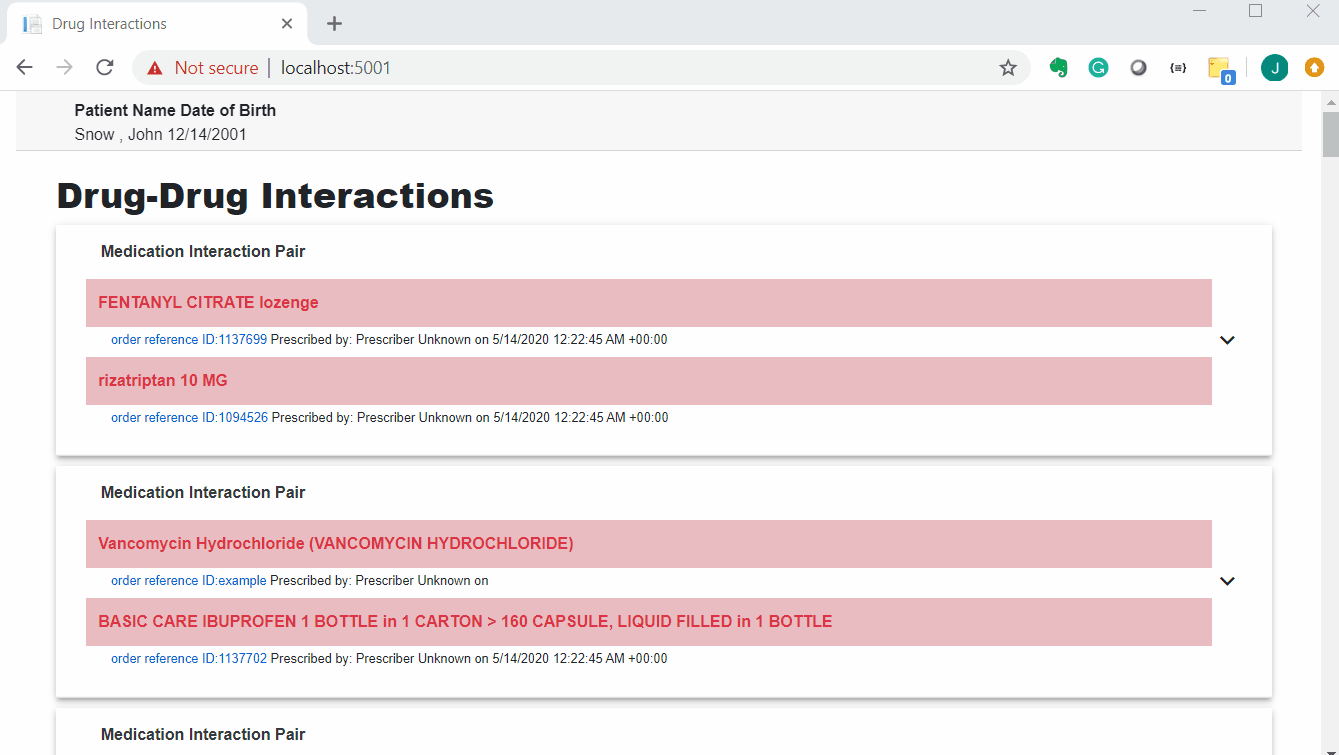 Drug Interactions
Not secure | localhost:5001
{≡}
0
J
Patient Name Date of Birth
Snow , John 12/14/2001
Drug-Drug Interactions
Medication Interaction Pair
FENTANYL CITRATE lozenge
order reference ID:1137699 Prescribed by: Prescriber Unknown on 5/14/2020 12:22:45 AM +00:00
rizatriptan 10 MG
order reference ID:1094526 Prescribed by: Prescriber Unknown on 5/14/2020 12:22:45 AM +00:00
Medication Interaction Pair
Vancomycin Hydrochloride (VANCOMYCIN HYDROCHLORIDE)
order reference ID:example Prescribed by: Prescriber Unknown on
BASIC CARE IBUPROFEN 1 BOTTLE in 1 CARTON > 160 CAPSULE, LIQUID FILLED in 1 BOTTLE
order reference ID:1137702 Prescribed by: Prescriber Unknown on 5/14/2020 12:22:45 AM +00:00
Medication Interaction Pair